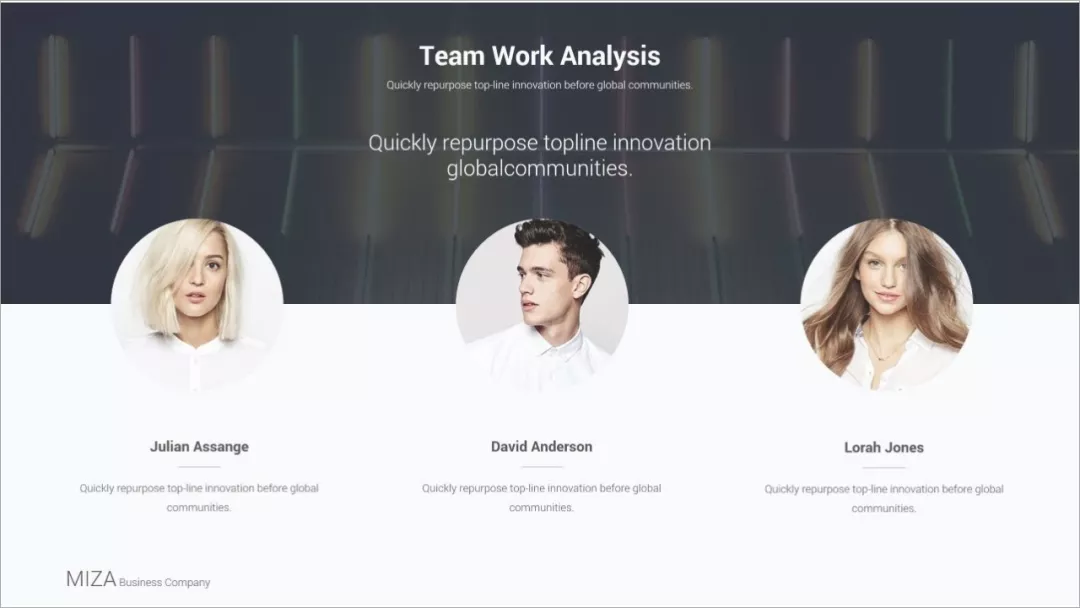 Team Work Analysis
Quickly repurpose top-line innovation before global communities.
Quickly repurpose topline innovation
globalcommunities.
Julian Assange
Quickly repurpose top-line innovation before global
communities.
David Anderson
Quickly repurpose top-line innovation before global
communities.
Lorah Jones
Quickly repurpose top-line innovation before global
communities.
MIZA Business Company